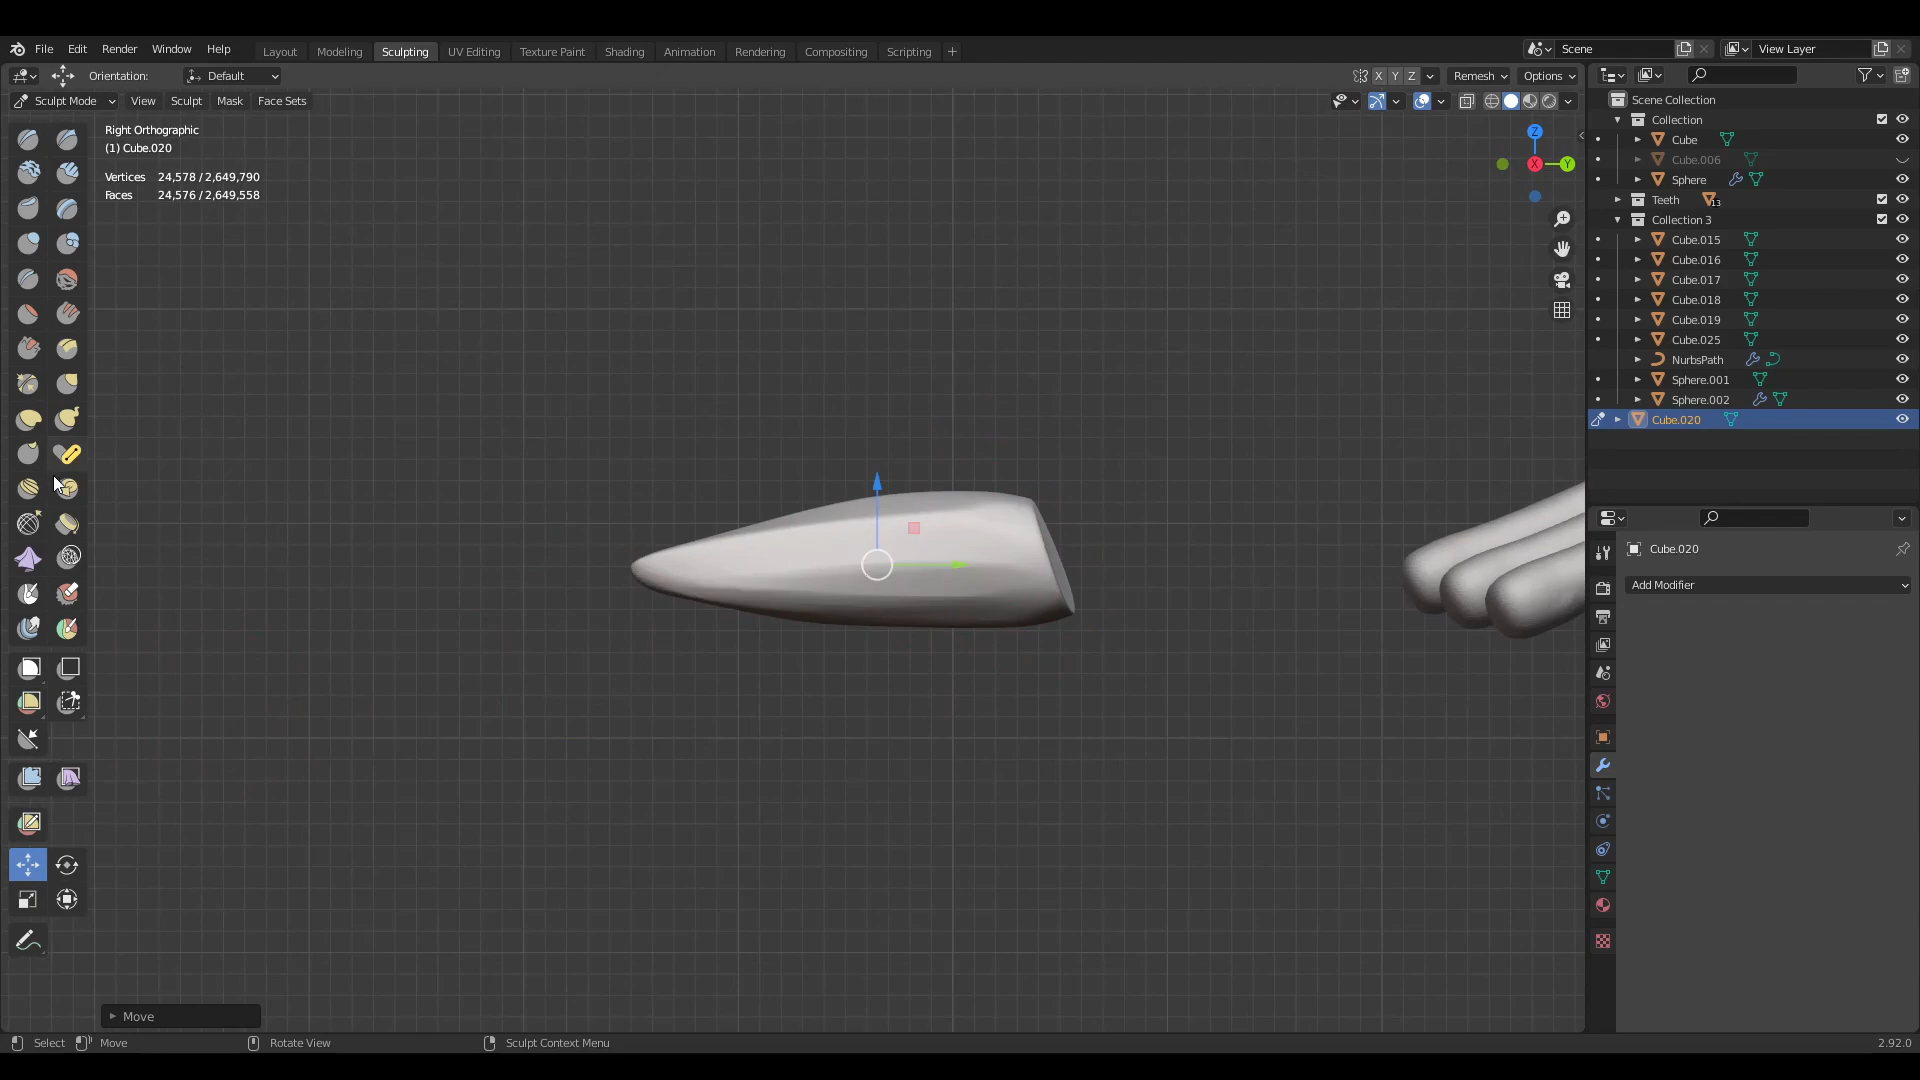 File Edit Render Window Help Layout Modeling Sculpting UV Editing Texture Paint Shading Animation Rendering Compositing Scripting + Scene View Layer
Orientation: Default X Y Z Remesh Options
Sculpt Mode View Sculpt Mask Face Sets
Right Orthographic
(1) Cube.020
Vertices 24,578 / 2,649,790
Faces 24,576 / 2,649,558
Z
X
Y
Scene Collection
Collection
Cube
Cube.006
Sphere
Teeth 13
Collection 3
Cube.015
Cube.016
Cube.017
Cube.018
Cube.019
Cube.025
NurbsPath
Sphere.001
Sphere.002
Cube.020
Cube.020
Add Modifier
Move
Select Move Rotate View Sculpt Context Menu 2.92.0